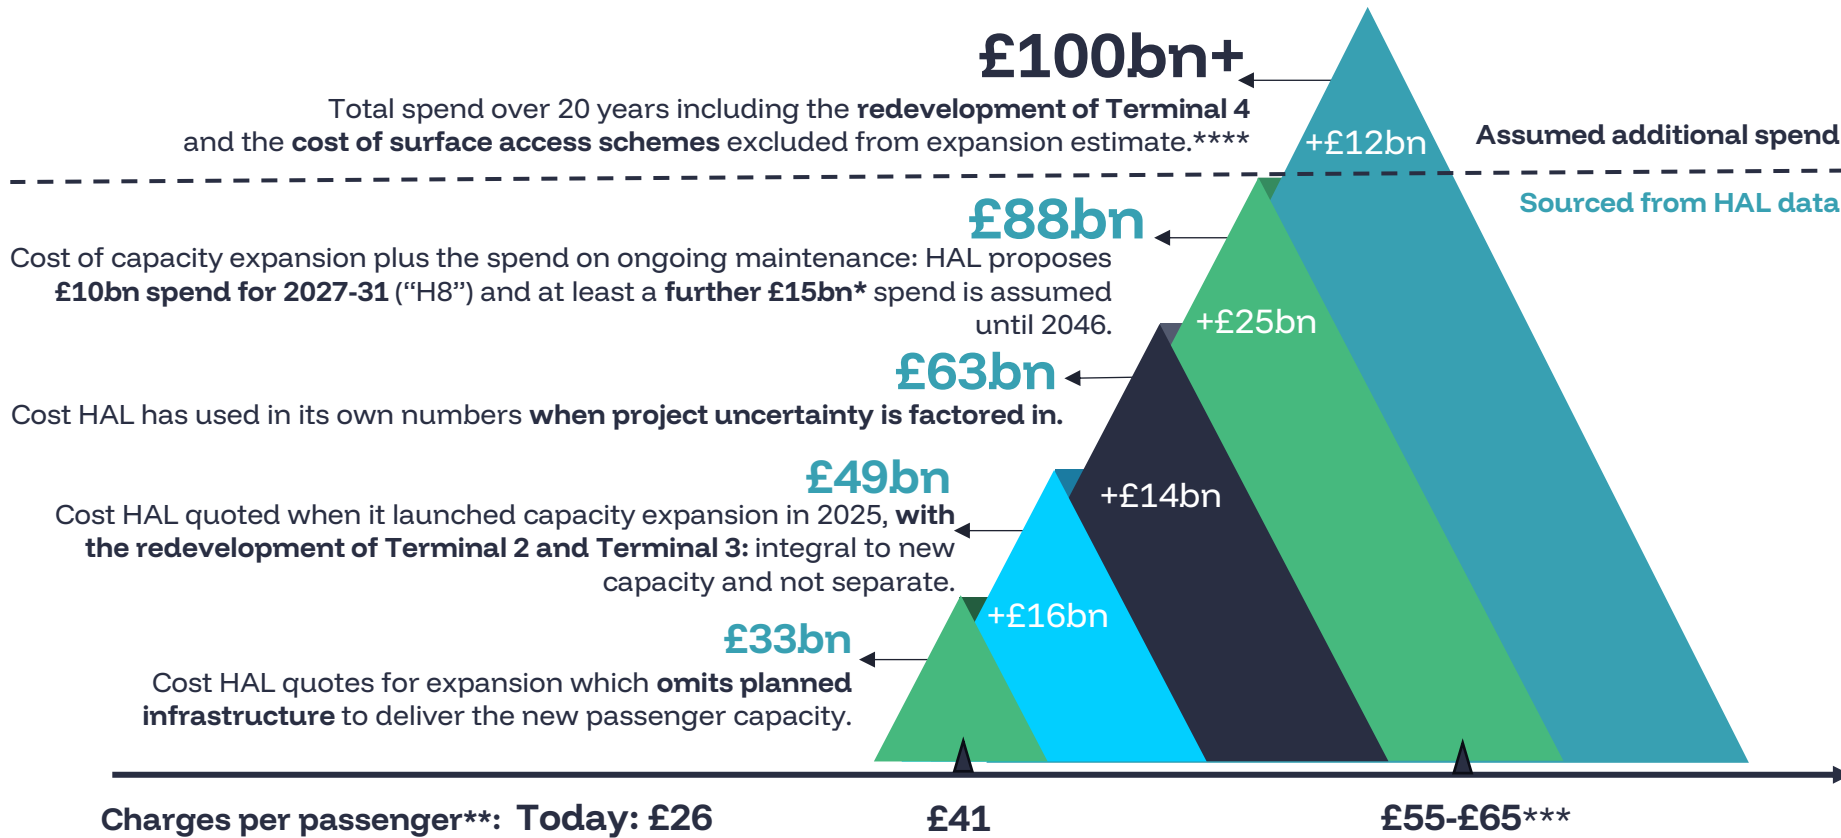 £100bn+
Total spend over 20 years including the redevelopment of Terminal 4
and the cost of surface access schemes excluded from expansion estimate.****
+£12bn
Assumed additional spend
Sourced from HAL data
£88bn
Cost of capacity expansion plus the spend on ongoing maintenance: HAL proposes
£10bn spend for 2027-31 (“H8”) and at least a further £15bn* spend is assumed
until 2046.
+£25bn
£63bn
Cost HAL has used in its own numbers when project uncertainty is factored in.
£49bn
Cost HAL quoted when it launched capacity expansion in 2025, with
the redevelopment of Terminal 2 and Terminal 3: integral to new
capacity and not separate.
+£14bn
+£16bn
£33bn
Cost HAL quotes for expansion which omits planned
infrastructure to deliver the new passenger capacity.
Charges per passenger**: Today: £26
£41
£55-£65***